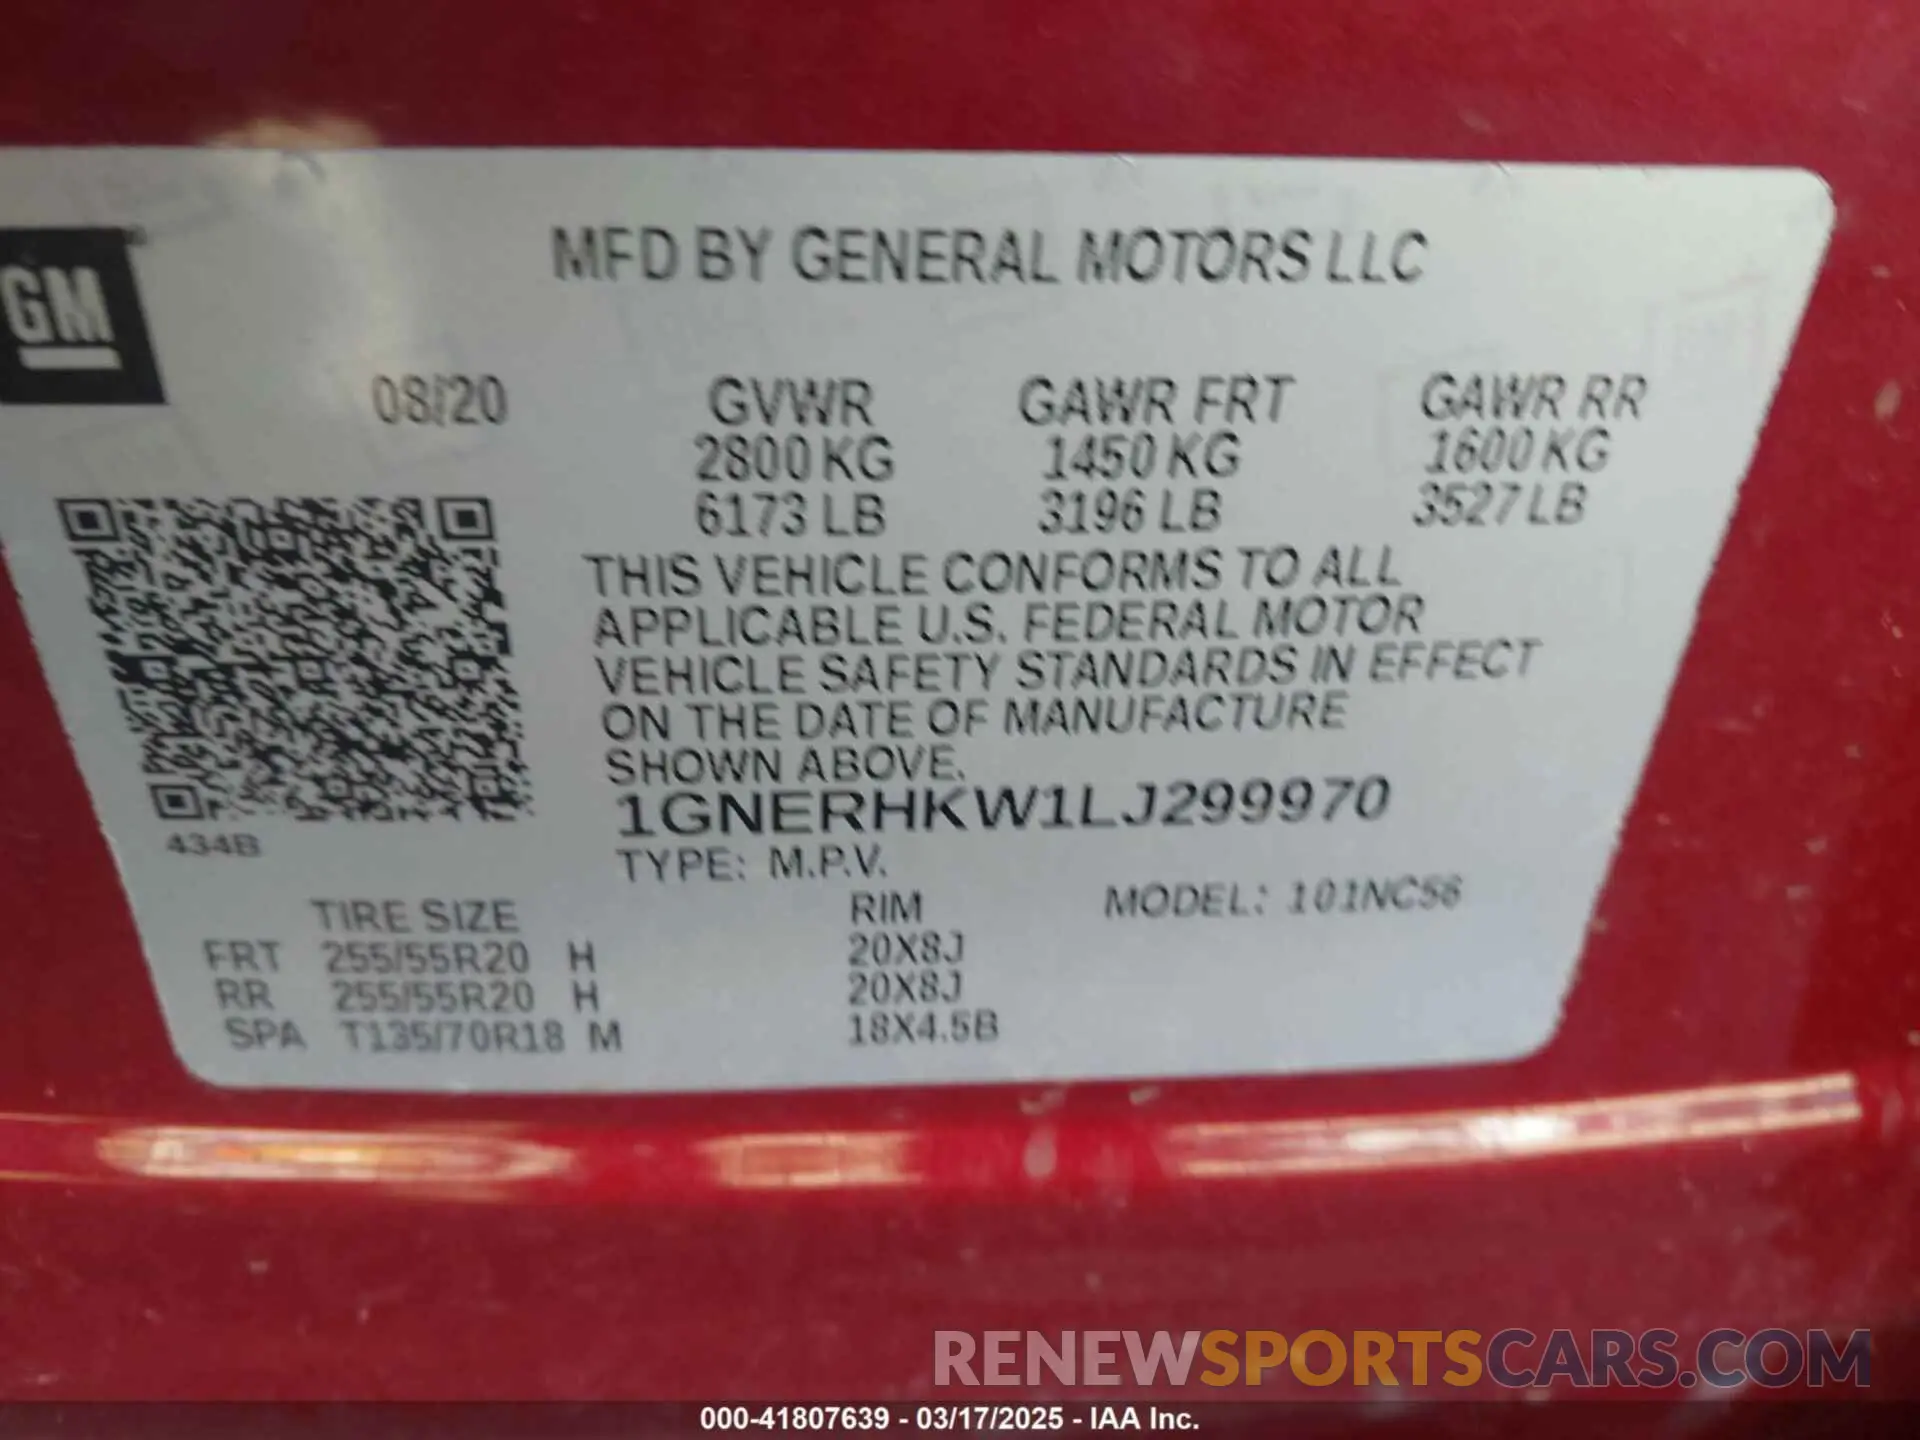 MFD BY GENERAL MOTORS LLC
GM
08/20 GVWR GAWR FRT GAWR RR
2800 KG 1450 KG 1600 KG
6173 LB 3196 LB 3527 LB
THIS VEHICLE CONFORMS TO ALL
APPLICABLE U.S. FEDERAL MOTOR
VEHICLE SAFETY STANDARDS IN EFFECT
ON THE DATE OF MANUFACTURE
SHOWN ABOVE.
1GNERHKW1LJ299970
434B
TYPE: M.P.V.
TIRE SIZE RIM MODEL: 101NC56
FRT 255/55R20 H 20X8J
RR 255/55R20 H 20X8J
SPA T135/70R18 M 18X4.5B
RENEWSPORTSCARS.COM
000-41807639 - 03/17/2025 - IAA Inc.